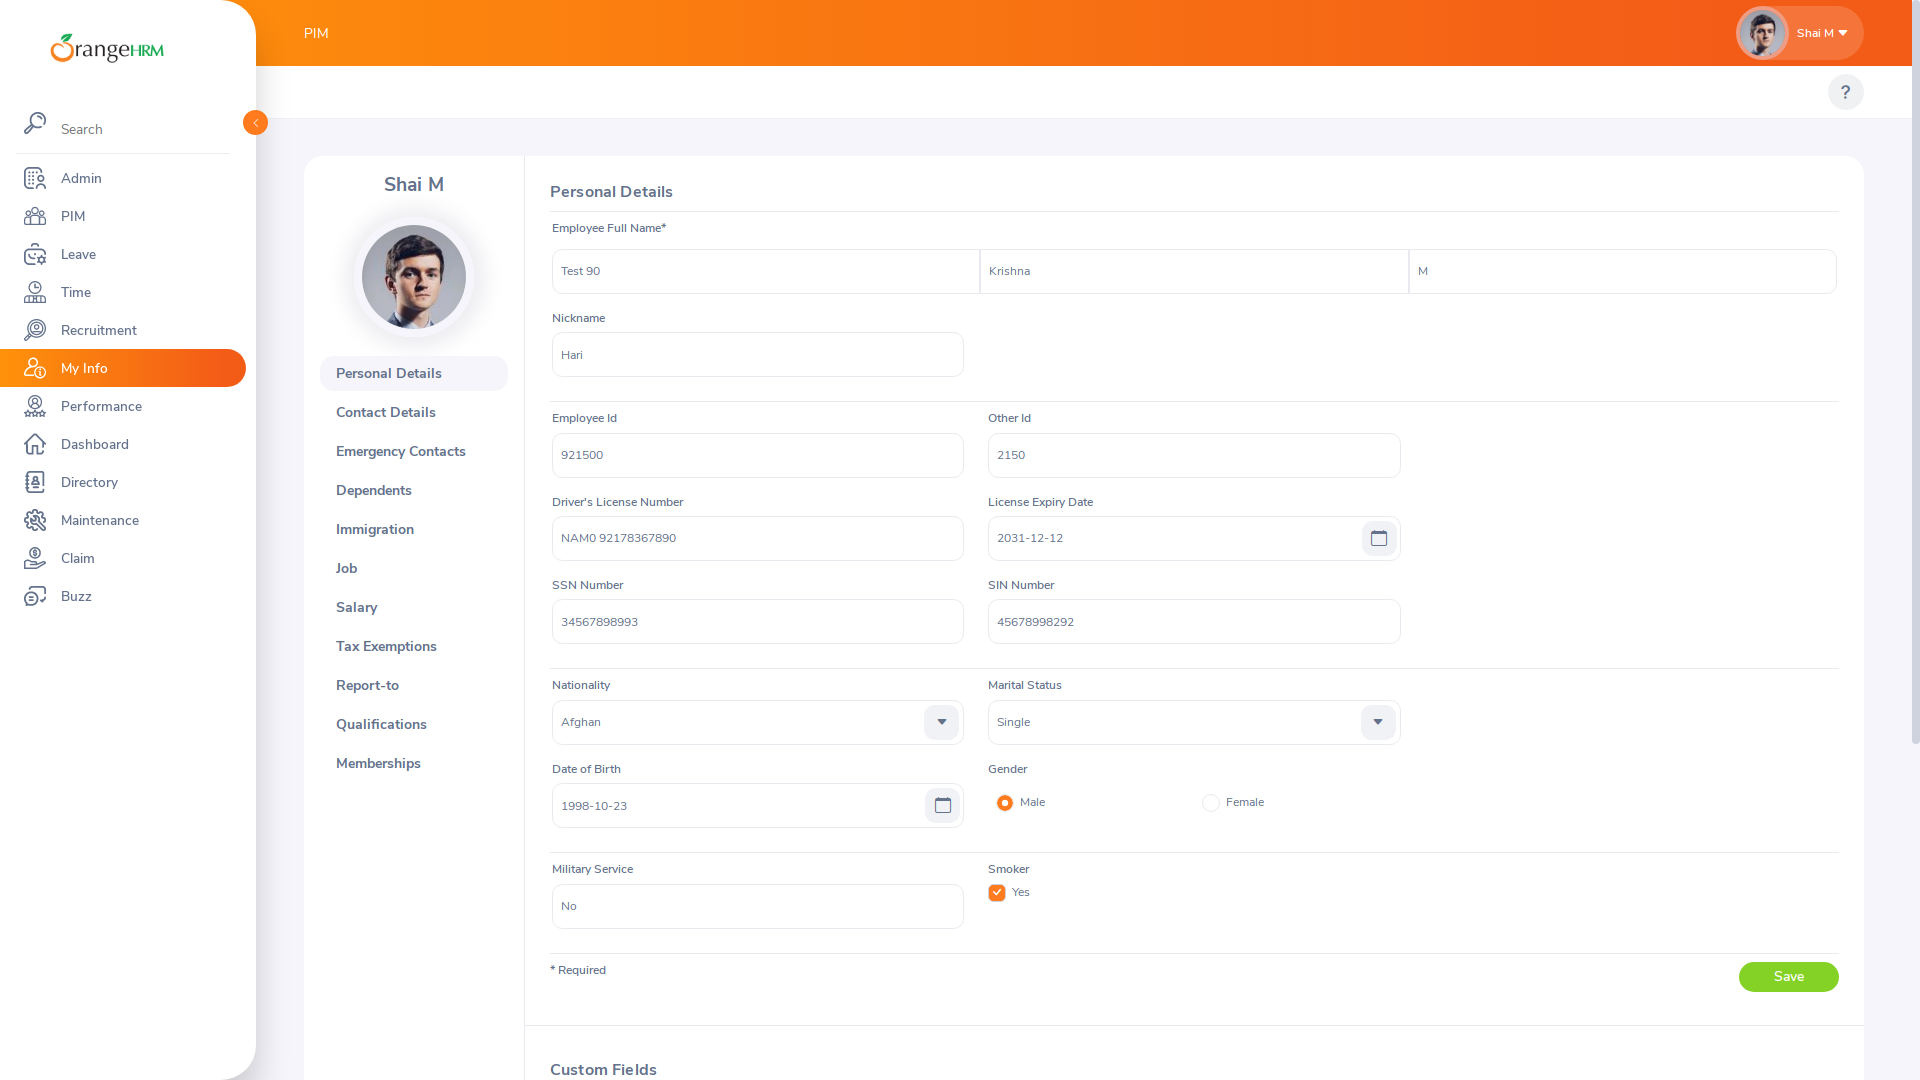 OrangeHRM
PIM
Shai M
?
Search
Admin
PIM
Leave
Time
Recruitment
My Info
Performance
Dashboard
Directory
Maintenance
Claim
Buzz
Shai M
Personal Details
Contact Details
Emergency Contacts
Dependents
Immigration
Job
Salary
Tax Exemptions
Report-to
Qualifications
Memberships
Personal Details
Employee Full Name*
Test 90 Krishna M
Nickname
Hari
Employee Id Other Id
921500 2150
Driver's License Number License Expiry Date
NAM0 92178367890 2031-12-12
SSN Number SIN Number
34567898993 45678998292
Nationality Marital Status
Afghan Single
Date of Birth Gender
1998-10-23 Male Female
Military Service Smoker
No Yes
* Required Save
Custom Fields